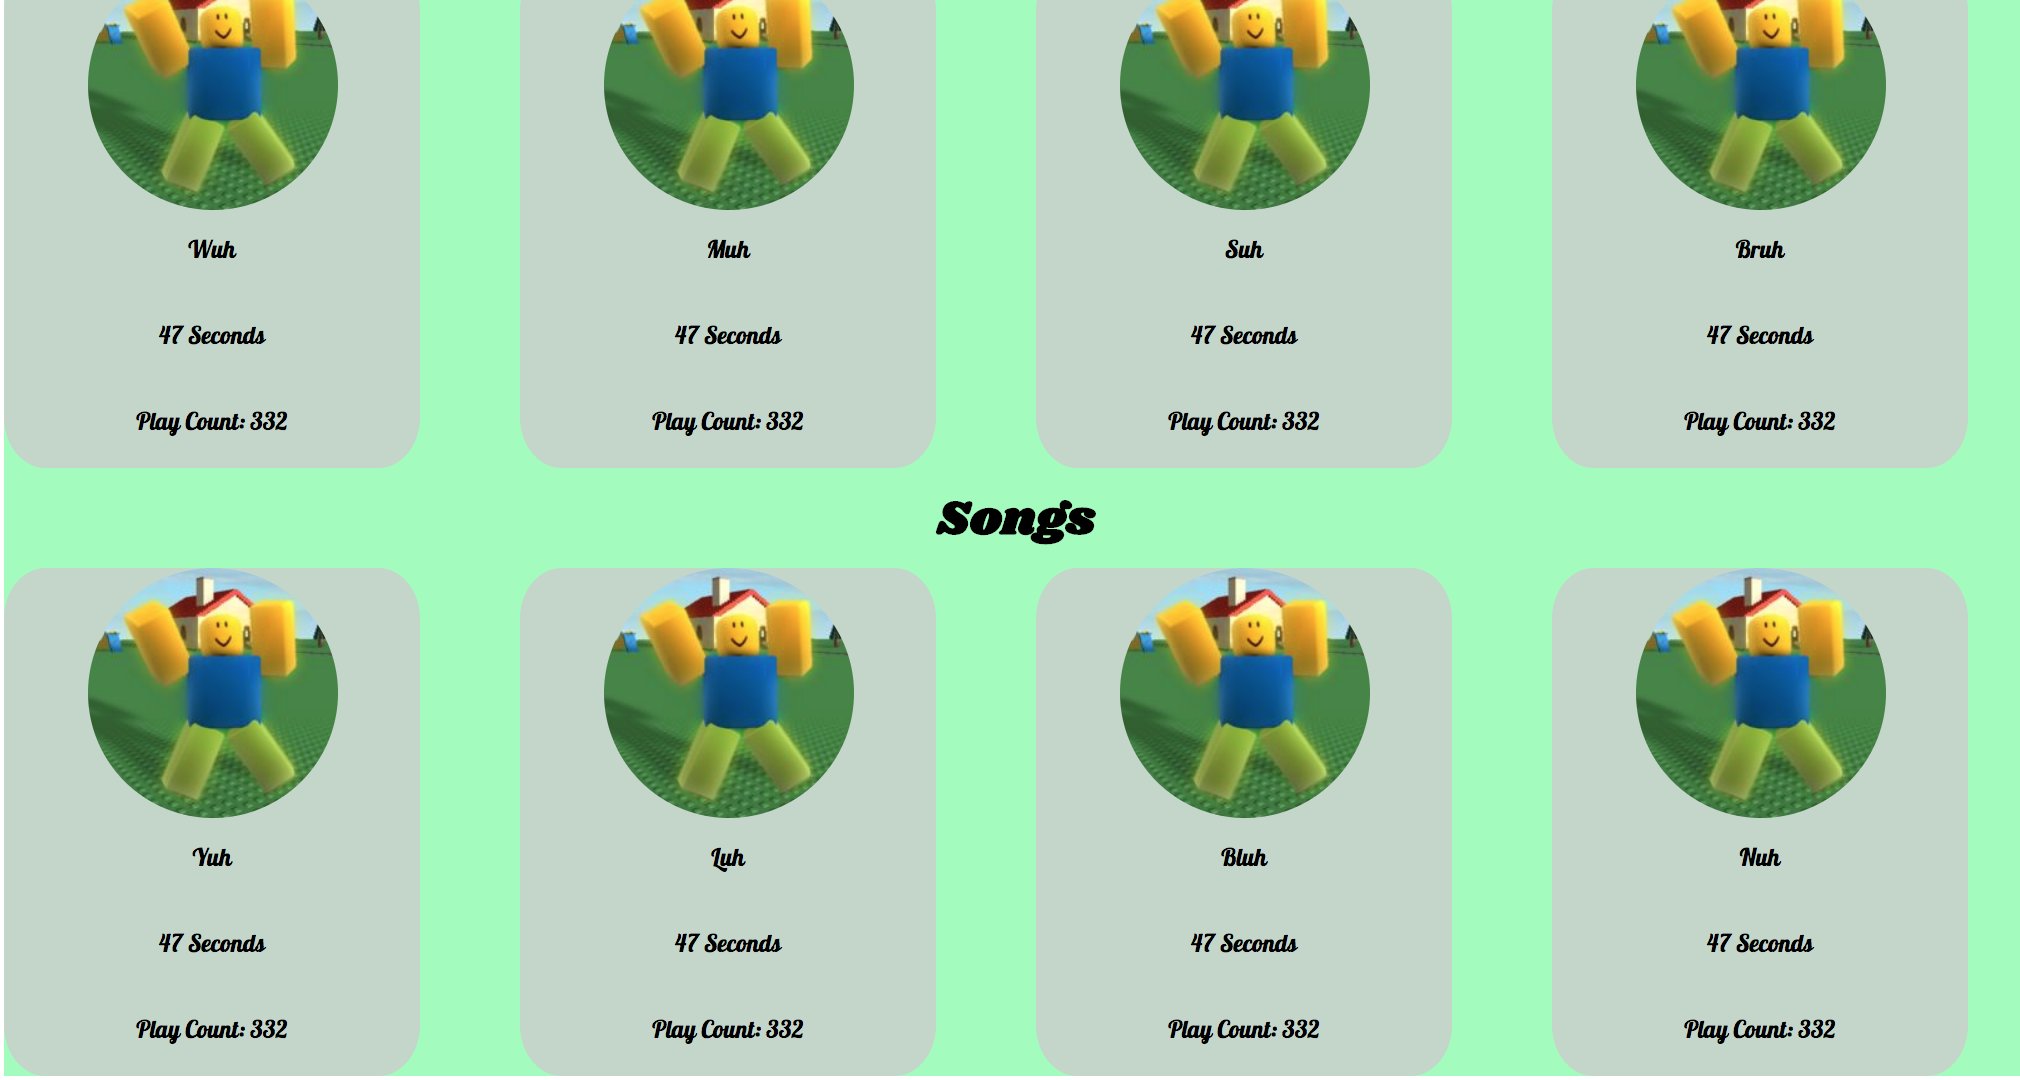 Wuh Muh Suh Bruh
47 Seconds 47 Seconds 47 Seconds 47 Seconds
Play Count: 332 Play Count: 332 Play Count: 332 Play Count: 332
Songs
Yuh Luh Bluh Nuh
47 Seconds 47 Seconds 47 Seconds 47 Seconds
Play Count: 332 Play Count: 332 Play Count: 332 Play Count: 332